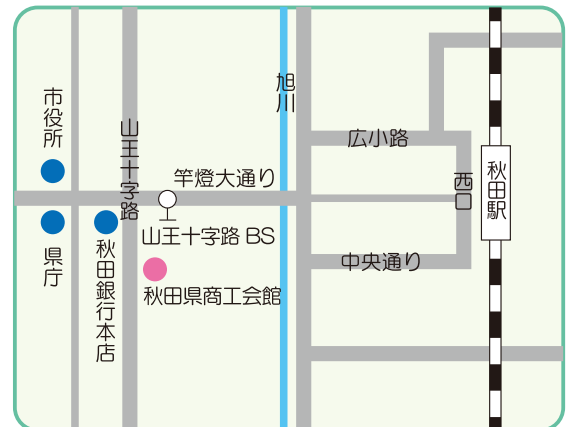 市役所
山王十字路
旭川
広小路
竿燈大通り
西口
秋田駅
県庁
秋田銀行本店
山王十字路 BS
中央通り
秋田県商工会館